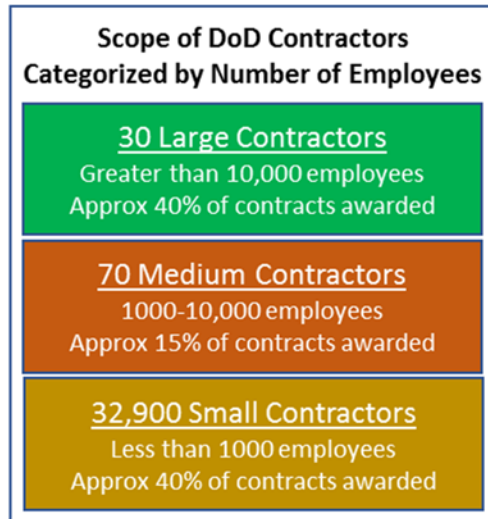 Scope of DoD Contractors
Categorized by Number of Employees
30 Large Contractors
Greater than 10,000 employees
Approx 40% of contracts awarded
70 Medium Contractors
1000-10,000 employees
Approx 15% of contracts awarded
32,900 Small Contractors
Less than 1000 employees
Approx 40% of contracts awarded